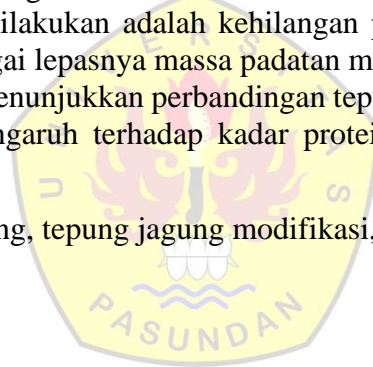 ilakukan adalah kehilangan p
gai lepasnya massa padatan m
enunjukkan perbandingan tep
ngaruh terhadap kadar protei
ng, tepung jagung modifikasi,
UNIVERSITAS
PASUNDAN